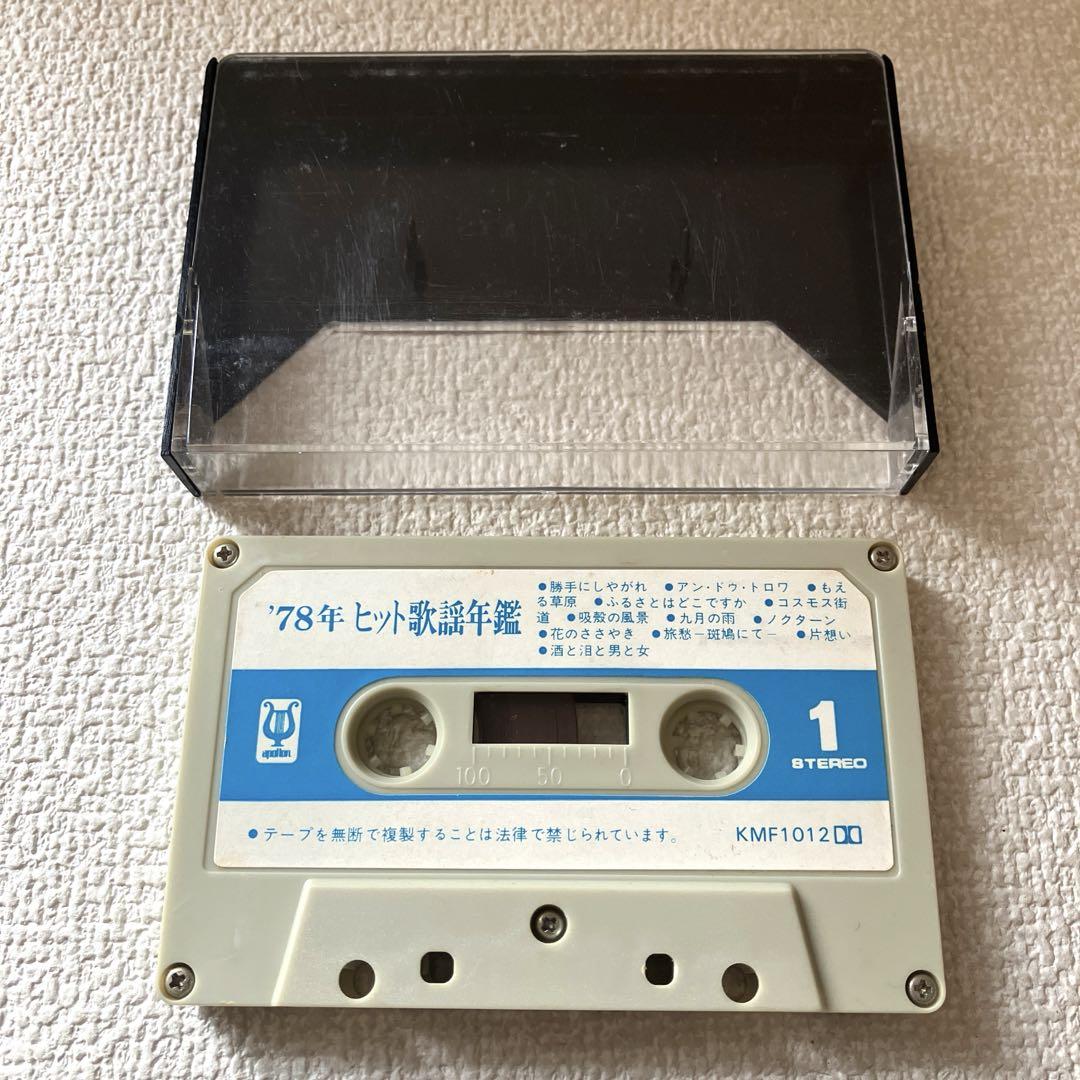 '78年 ヒット歌謡年鑑
●勝手にしやがれ ●アン・ドゥ・トロワ ●もえ
る草原 ●ふるさとはどこですか ●コスモス街
道 ●吸殻の風景 ●九月の雨 ●ノクターン
●花のささやき ●旅愁－斑鳩にて－ ●片想い
●酒と泪と男と女
apollon
1
STEREO
100 50 0
●テープを無断で複製することは法律で禁じられています。
KMF1012